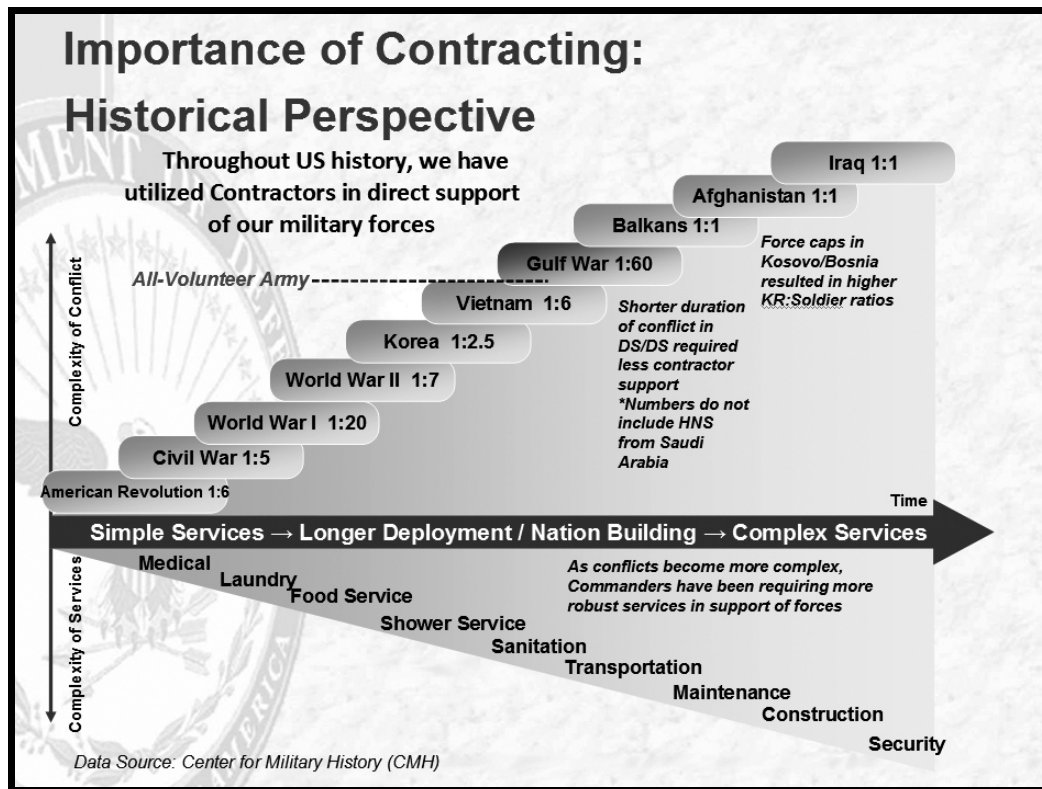 Importance of Contracting:
Historical Perspective
Throughout US history, we have
utilized Contractors in direct support
of our military forces
Iraq 1:1
Afghanistan 1:1
Balkans 1:1
Gulf War 1:60
Vietnam 1:6
Korea 1:2.5
World War II 1:7
World War I 1:20
Civil War 1:5
American Revolution 1:6
All-Volunteer Army
Force caps in
Kosovo/Bosnia
resulted in higher
KR:Soldier ratios
Shorter duration
of conflict in
DS/DS required
less contractor
support
*Numbers do not
include HNS
from Saudi
Arabia
Complexity of Conflict
Time
Simple Services → Longer Deployment / Nation Building → Complex Services
Complexity of Services
Medical
Laundry
Food Service
Shower Service
Sanitation
Transportation
Maintenance
Construction
Security
As conflicts become more complex,
Commanders have been requiring more
robust services in support of forces
Data Source: Center for Military History (CMH)